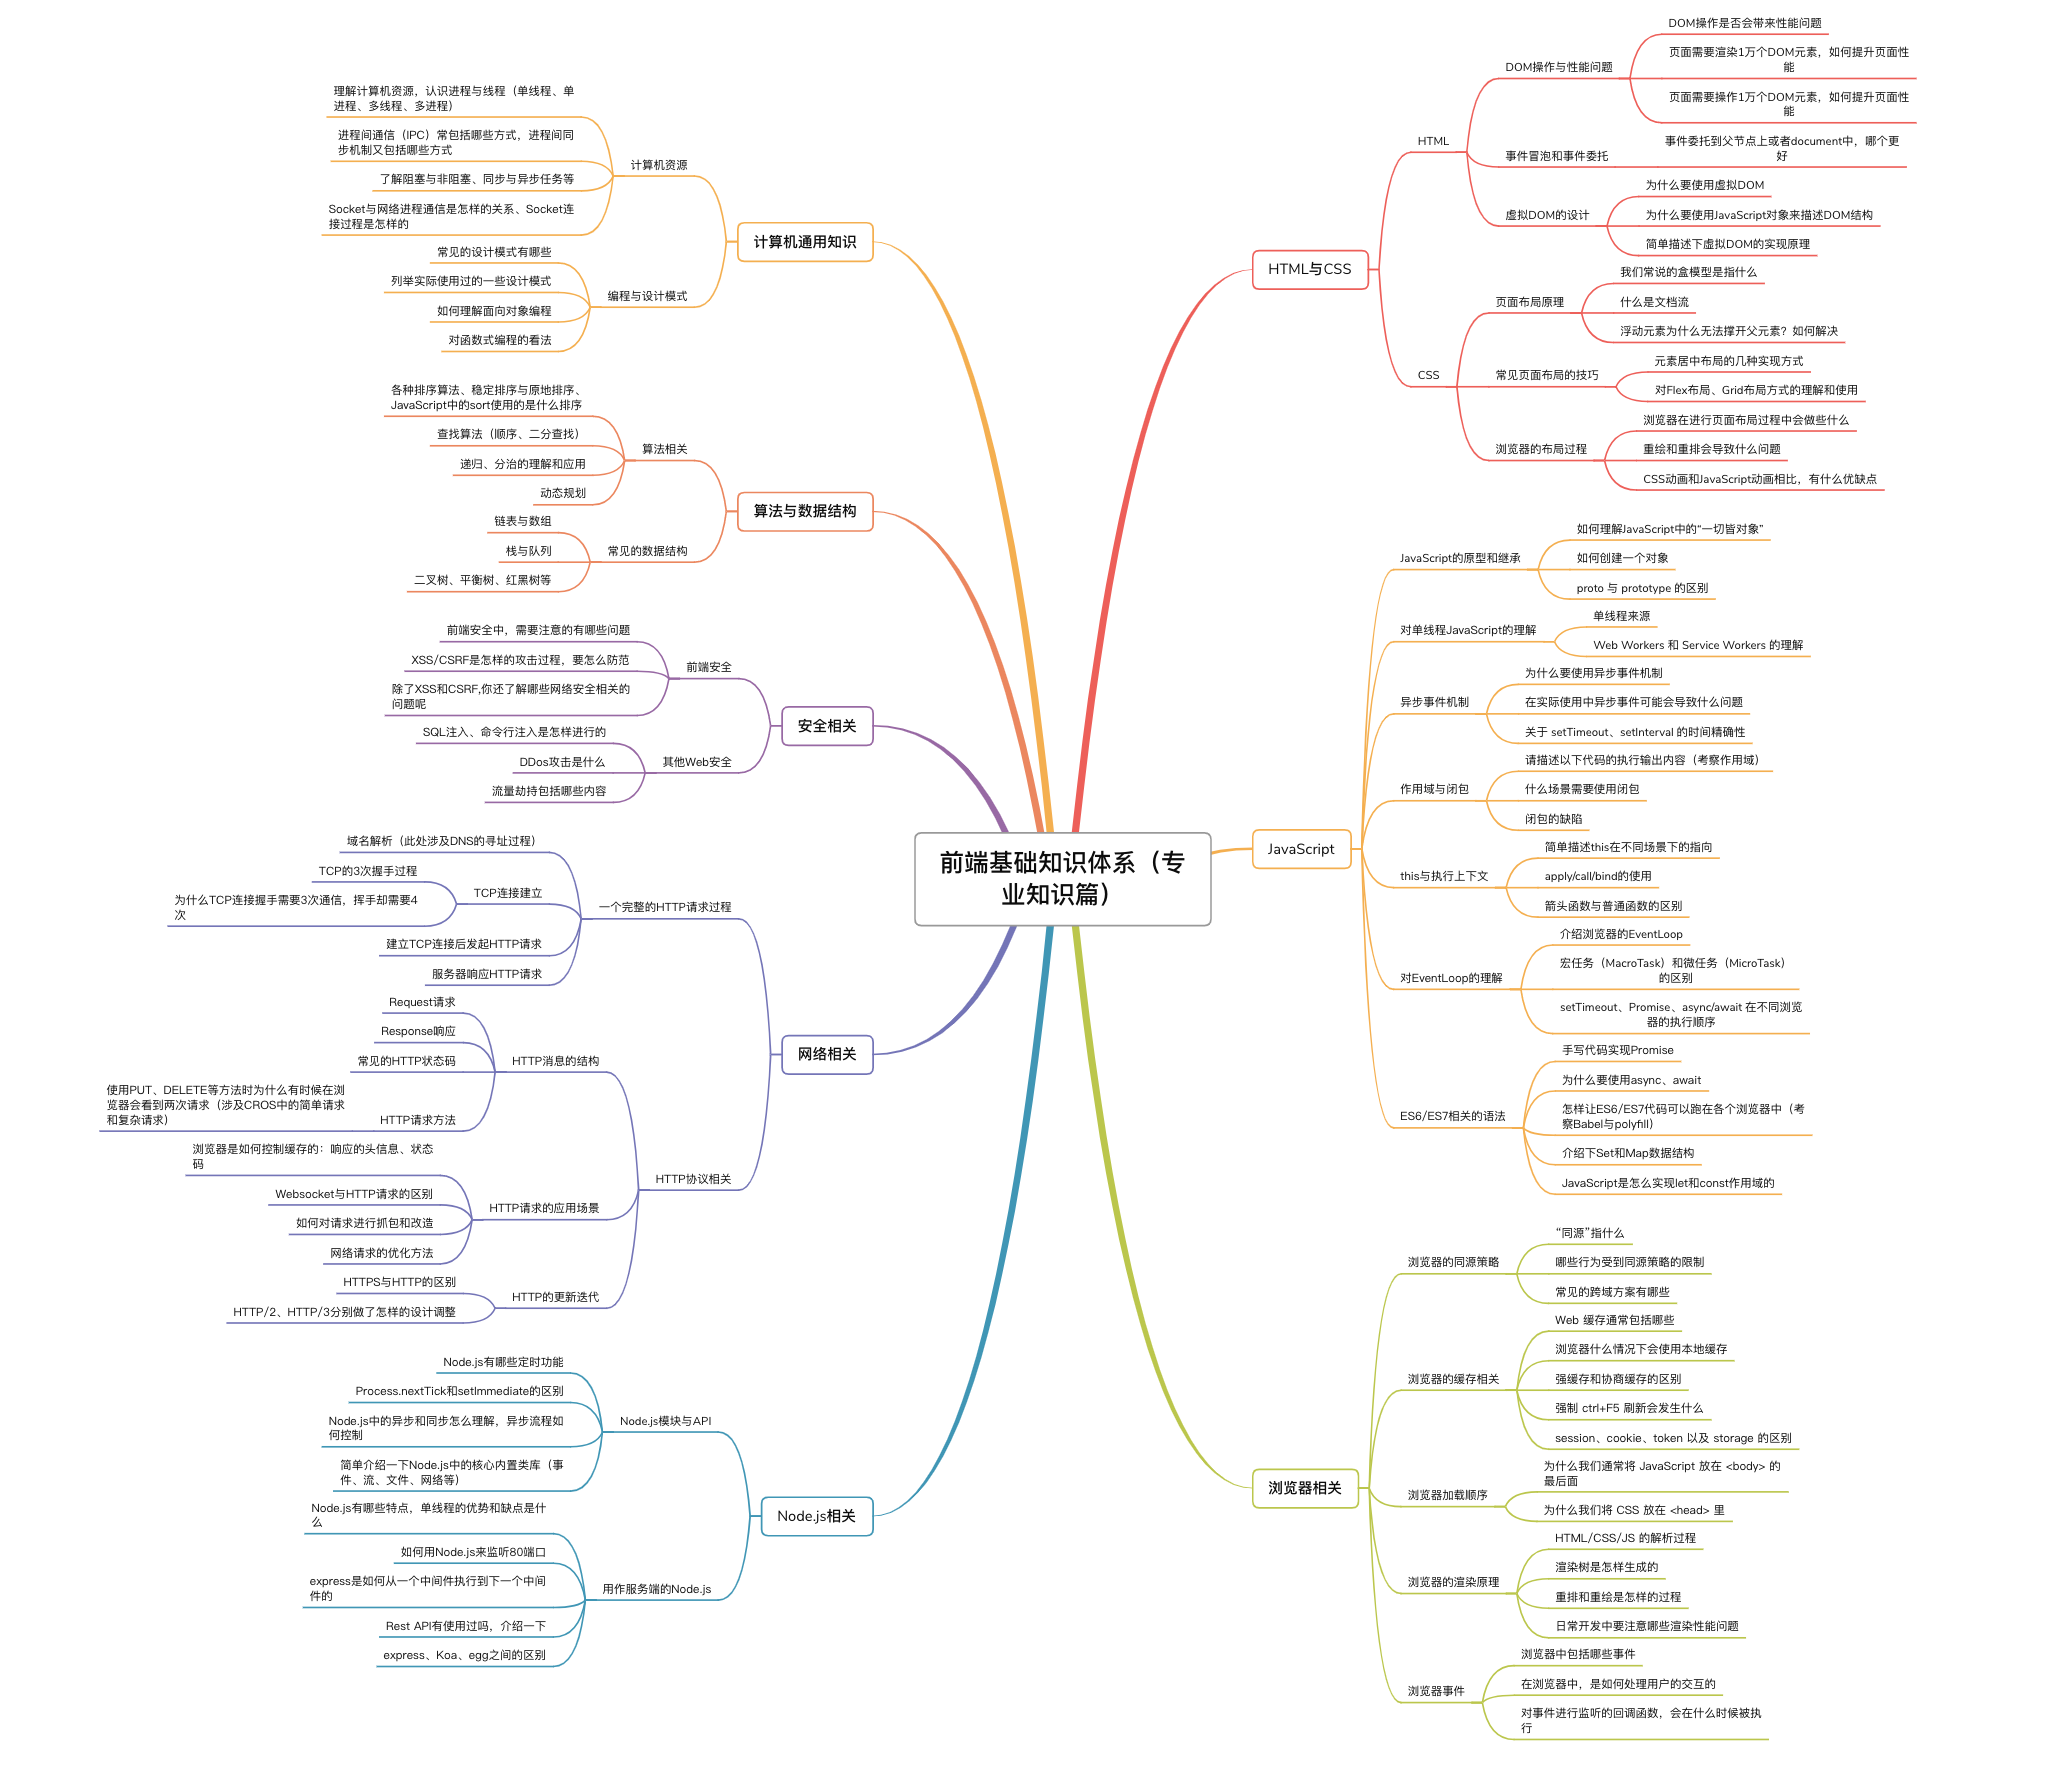 前端基础知识体系（专
业知识篇）
HTML与CSS
HTML
DOM操作与性能问题
DOM操作是否会带来性能问题
页面需要渲染1万个DOM元素，如何提升页面性
能
页面需要操作1万个DOM元素，如何提升页面性
能
事件冒泡和事件委托
事件委托到父节点上或者document中，哪个更
好
虚拟DOM的设计
为什么要使用虚拟DOM
为什么要使用JavaScript对象来描述DOM结构
简单描述下虚拟DOM的实现原理
CSS
页面布局原理
我们常说的盒模型是指什么
什么是文档流
浮动元素为什么无法撑开父元素？如何解决
常见页面布局的技巧
元素居中布局的几种实现方式
对Flex布局、Grid布局方式的理解和使用
浏览器的布局过程
浏览器在进行页面布局过程中会做些什么
重绘和重排会导致什么问题
CSS动画和JavaScript动画相比，有什么优缺点
JavaScript
JavaScript的原型和继承
如何理解JavaScript中的“一切皆对象”
如何创建一个对象
proto 与 prototype 的区别
对单线程JavaScript的理解
单线程来源
Web Workers 和 Service Workers 的理解
异步事件机制
为什么要使用异步事件机制
在实际使用中异步事件可能会导致什么问题
关于 setTimeout、setInterval 的时间精确性
作用域与闭包
请描述以下代码的执行输出内容（考察作用域）
什么场景需要使用闭包
闭包的缺陷
this与执行上下文
简单描述this在不同场景下的指向
apply/call/bind的使用
箭头函数与普通函数的区别
对EventLoop的理解
介绍浏览器的EventLoop
宏任务（MacroTask）和微任务（MicroTask）
的区别
setTimeout、Promise、async/await 在不同浏览
器的执行顺序
ES6/ES7相关的语法
手写代码实现Promise
为什么要使用async、await
怎样让ES6/ES7代码可以跑在各个浏览器中（考
察Babel与polyfill）
介绍下Set和Map数据结构
JavaScript是怎么实现let和const作用域的
浏览器相关
浏览器的同源策略
“同源”指什么
哪些行为受到同源策略的限制
常见的跨域方案有哪些
浏览器的缓存相关
Web 缓存通常包括哪些
浏览器什么情况下会使用本地缓存
强缓存和协商缓存的区别
强制 ctrl+F5 刷新会发生什么
session、cookie、token 以及 storage 的区别
浏览器加载顺序
为什么我们通常将 JavaScript 放在 <body> 的
最后面
为什么我们将 CSS 放在 <head> 里
浏览器的渲染原理
HTML/CSS/JS 的解析过程
渲染树是怎样生成的
重排和重绘是怎样的过程
日常开发中要注意哪些渲染性能问题
浏览器事件
浏览器中包括哪些事件
在浏览器中，是如何处理用户的交互的
对事件进行监听的回调函数，会在什么时候被执
行
计算机通用知识
计算机资源
理解计算机资源，认识进程与线程（单线程、单
进程、多线程、多进程）
进程间通信（IPC）常包括哪些方式，进程间同
步机制又包括哪些方式
了解阻塞与非阻塞、同步与异步任务等
Socket与网络进程通信是怎样的关系、Socket连
接过程是怎样的
编程与设计模式
常见的设计模式有哪些
列举实际使用过的一些设计模式
如何理解面向对象编程
对函数式编程的看法
算法与数据结构
算法相关
各种排序算法、稳定排序与原地排序、
JavaScript中的sort使用的是什么排序
查找算法（顺序、二分查找）
递归、分治的理解和应用
动态规划
常见的数据结构
链表与数组
栈与队列
二叉树、平衡树、红黑树等
安全相关
前端安全
前端安全中，需要注意的有哪些问题
XSS/CSRF是怎样的攻击过程，要怎么防范
除了XSS和CSRF,你还了解哪些网络安全相关的
问题呢
其他Web安全
SQL注入、命令行注入是怎样进行的
DDos攻击是什么
流量劫持包括哪些内容
网络相关
一个完整的HTTP请求过程
域名解析（此处涉及DNS的寻址过程）
TCP连接建立
TCP的3次握手过程
为什么TCP连接握手需要3次通信，挥手却需要4
次
建立TCP连接后发起HTTP请求
服务器响应HTTP请求
HTTP协议相关
HTTP消息的结构
Request请求
Response响应
常见的HTTP状态码
HTTP请求方法
使用PUT、DELETE等方法时为什么有时候在浏
览器会看到两次请求（涉及CROS中的简单请求
和复杂请求）
HTTP请求的应用场景
浏览器是如何控制缓存的：响应的头信息、状态
码
Websocket与HTTP请求的区别
如何对请求进行抓包和改造
网络请求的优化方法
HTTP的更新迭代
HTTPS与HTTP的区别
HTTP/2、HTTP/3分别做了怎样的设计调整
Node.js相关
Node.js模块与API
Node.js有哪些定时功能
Process.nextTick和setImmediate的区别
Node.js中的异步和同步怎么理解，异步流程如
何控制
简单介绍一下Node.js中的核心内置类库（事
件、流、文件、网络等）
用作服务端的Node.js
Node.js有哪些特点，单线程的优势和缺点是什
么
如何用Node.js来监听80端口
express是如何从一个中间件执行到下一个中间
件的
Rest API有使用过吗，介绍一下
express、Koa、egg之间的区别